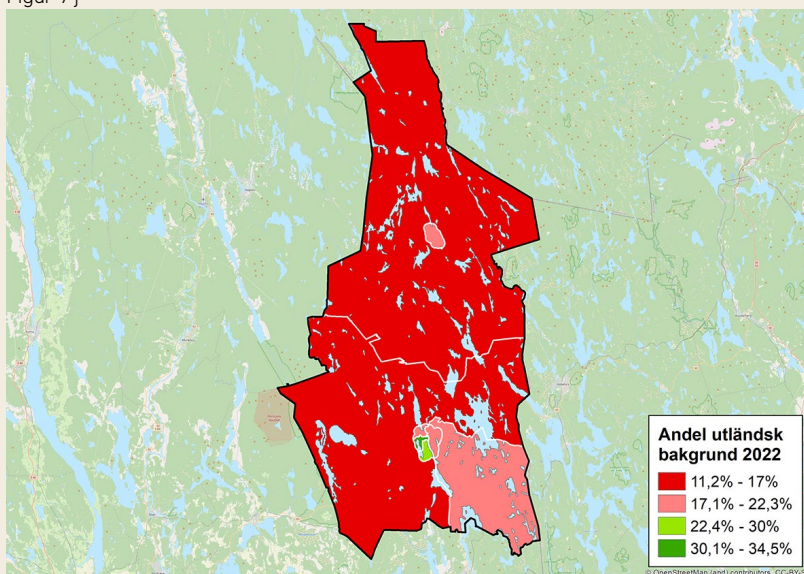 Andel utländsk
bakgrund 2022
11,2% - 17%
17,1% - 22,3%
22,4% - 30%
30,1% - 34,5%
© OpenStreetMap (and) contributors, CC-BY-S